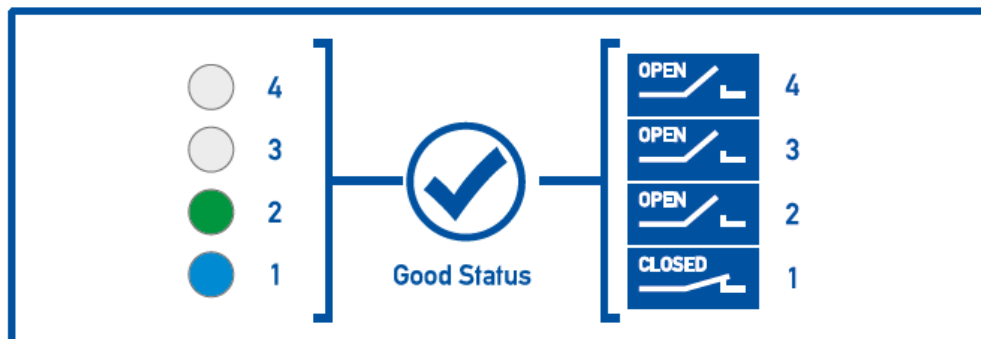 4
3
2
1
Good Status
OPEN 4
OPEN 3
OPEN 2
CLOSED 1